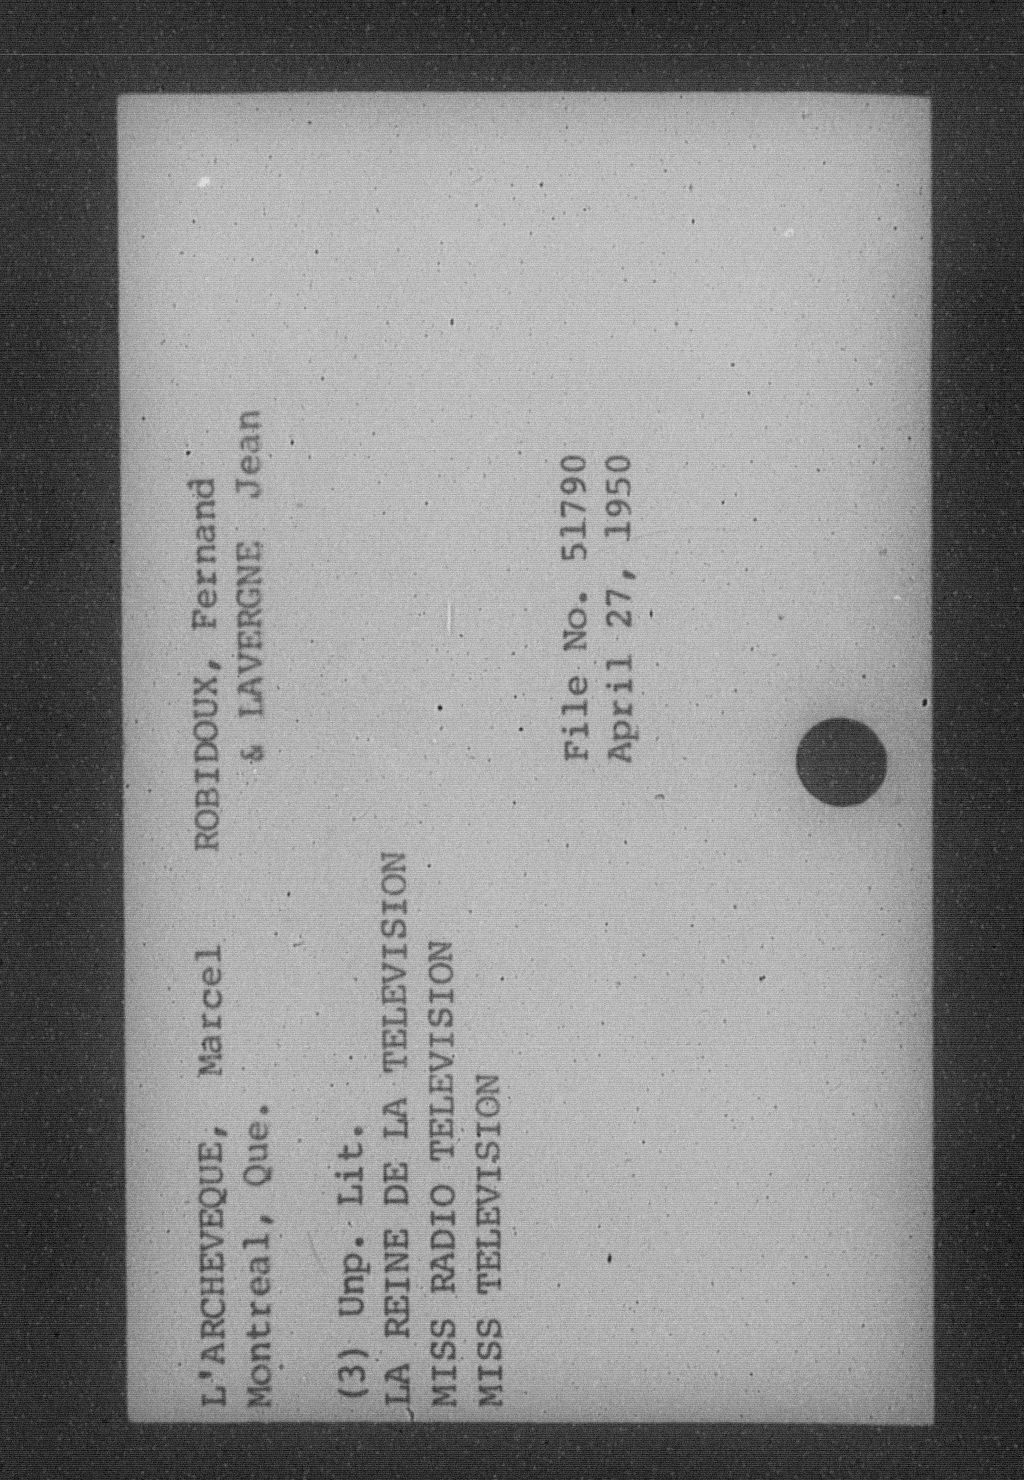 L'ARCHEVEQUE, Marcel    ROBIDOUX, Fernand
Montreal, Que.    & LAVERGNE Jean
(3) Unp. Lit.
LA REINE DE LA TELEVISION
MISS RADIO TELEVISION
MISS TELEVISION
File No. 51790
April 27, 1950